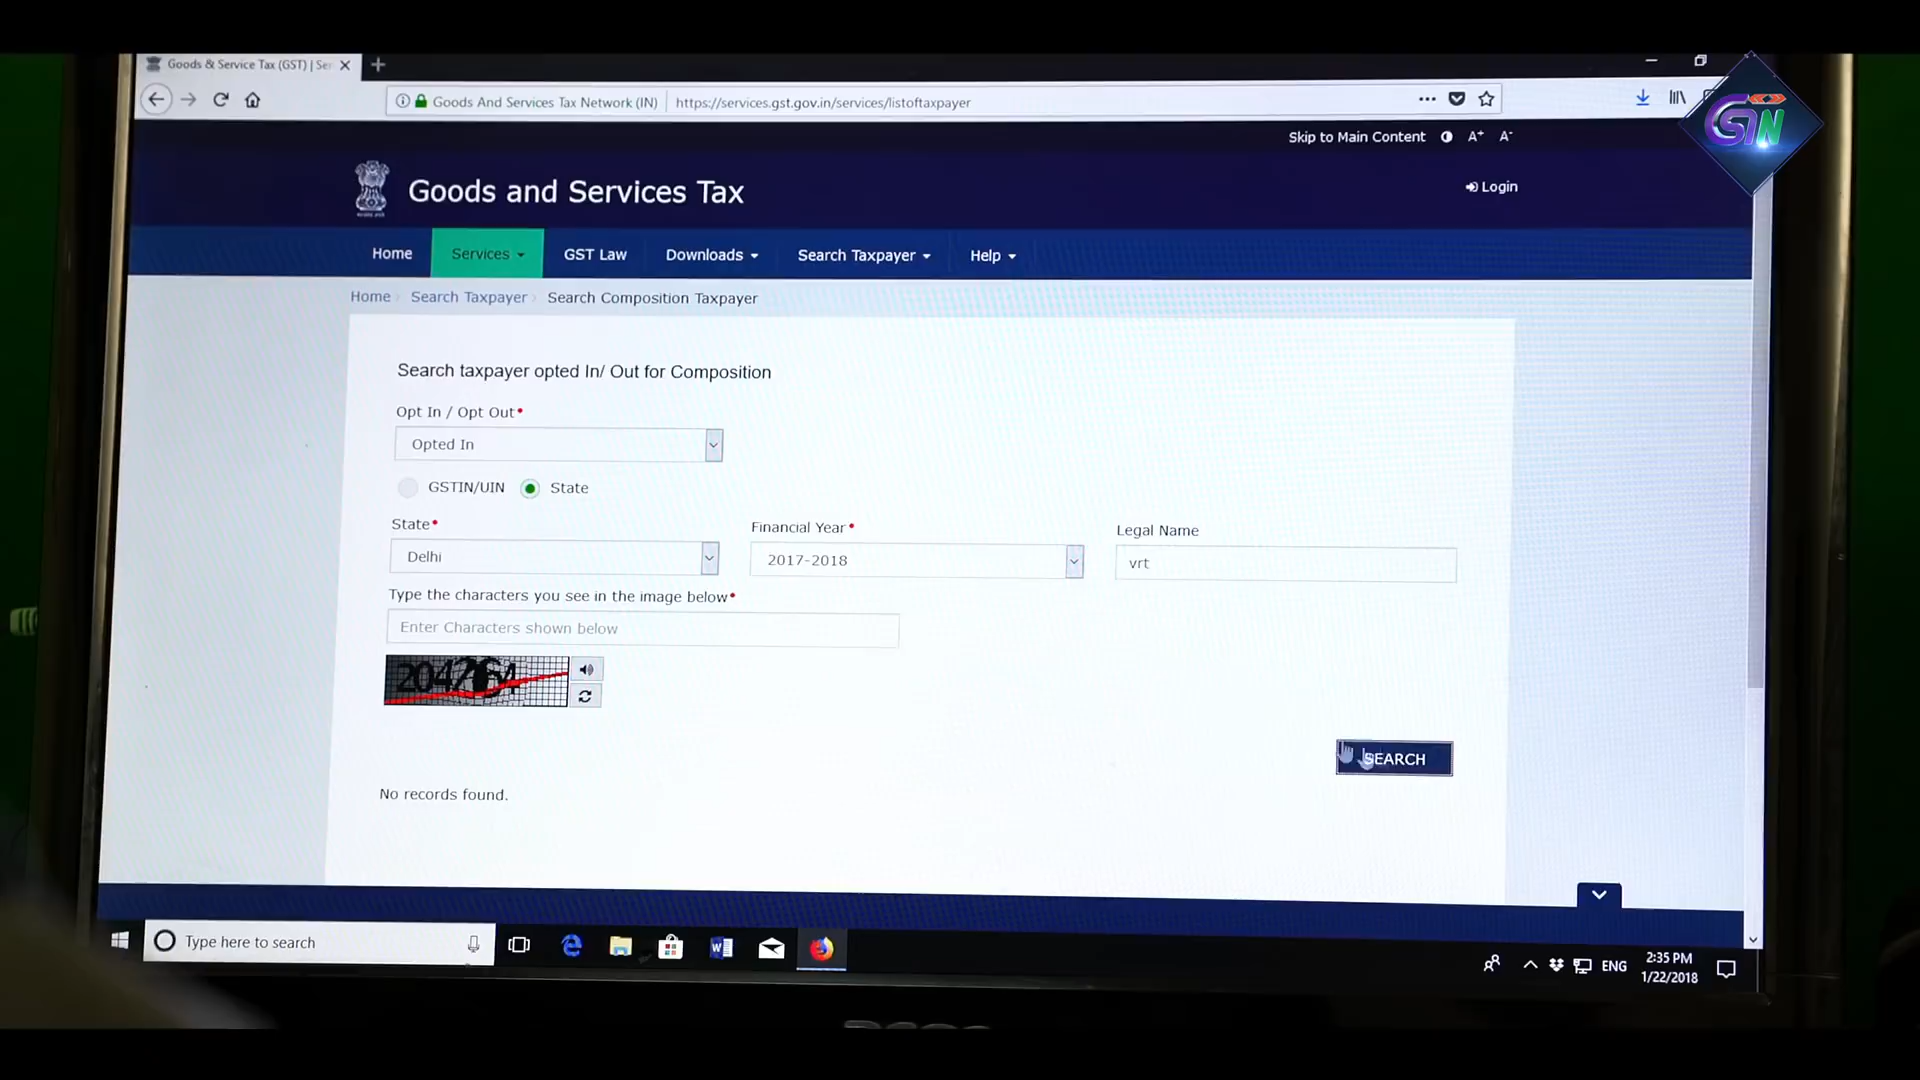 Goods & Service Tax (GST) | Ser
Goods And Services Tax Network (IN)
https://services.gst.gov.in/services/listoftaxpayer
GSTN
Skip to Main Content
A+ A-
Goods and Services Tax
Login
Home
Services
GST Law
Downloads
Search Taxpayer
Help
Home
Search Taxpayer
Search Composition Taxpayer
Search taxpayer opted In/ Out for Composition
Opt In / Opt Out•
Opted In
GSTIN/UIN
State
State•
Financial Year•
Legal Name
Delhi
2017-2018
vrt
Type the characters you see in the image below•
Enter Characters shown below
204264
SEARCH
No records found.
Type here to search
ENG
2:35 PM
1/22/2018